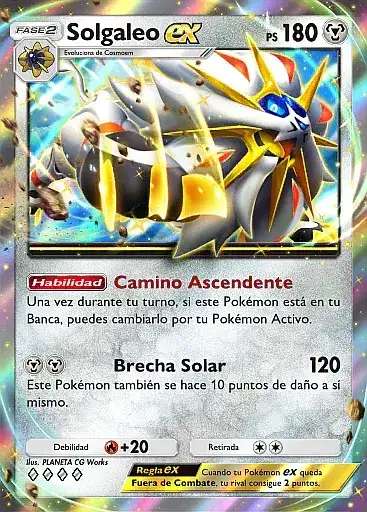 FASE 2 Solgaleo ex PS 180
Evoluciona de Cosmoem
Habilidad Camino Ascendente
Una vez durante tu turno, si este Pokémon está en tu
Banca, puedes cambiarlo por tu Pokémon Activo.
Brecha Solar 120
Este Pokémon también se hace 10 puntos de daño a sí
mismo.
Debilidad +20 Retirada
Ilus. PLANETA CG Works
Regla ex Cuando tu Pokémon ex queda
Fuera de Combate, tu rival consigue 2 puntos.